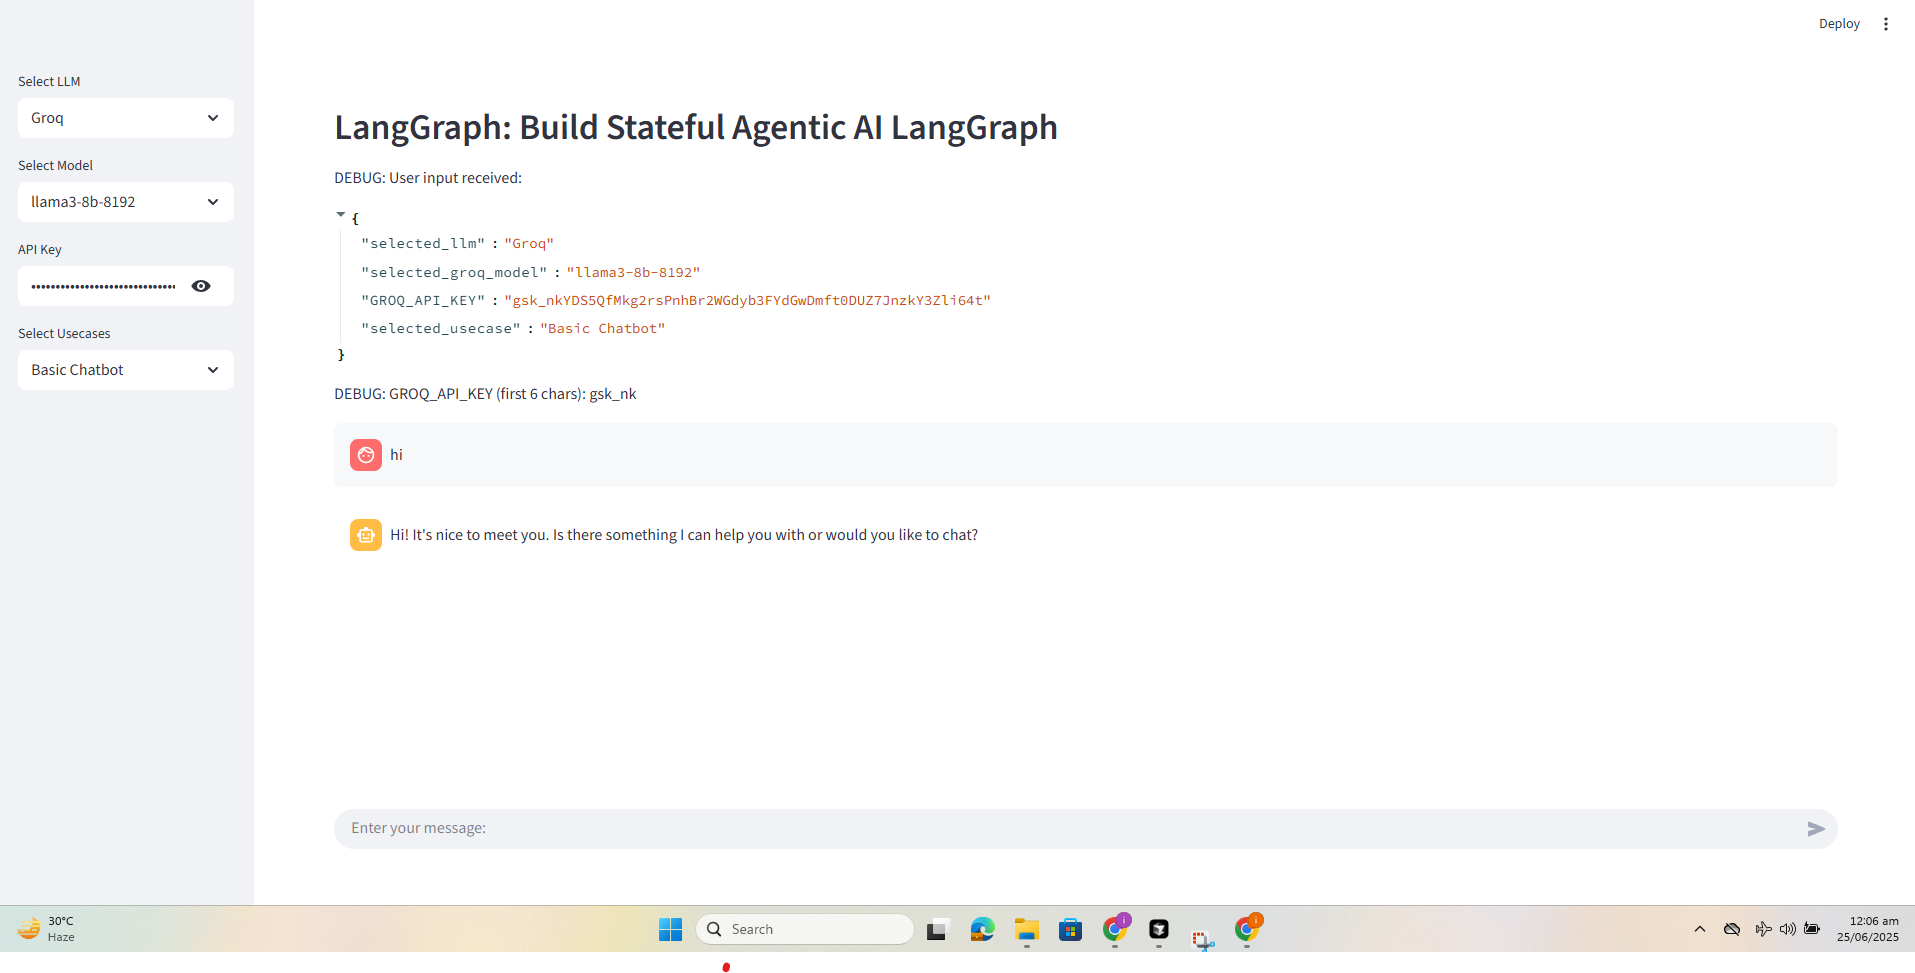 Deploy
Select LLM
Groq
Select Model
llama3-8b-8192
API Key
Select Usecases
Basic Chatbot
LangGraph: Build Stateful Agentic AI LangGraph
DEBUG: User input received:
{
"selected_llm" : "Groq"
"selected_groq_model" : "llama3-8b-8192"
"GROQ_API_KEY" : "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"
"selected_usecase" : "Basic Chatbot"
}
DEBUG: GROQ_API_KEY (first 6 chars): gsk_nk
hi
Hi! It's nice to meet you. Is there something I can help you with or would you like to chat?
Enter your message:
30°C
Haze
Search
12:06 am
25/06/2025